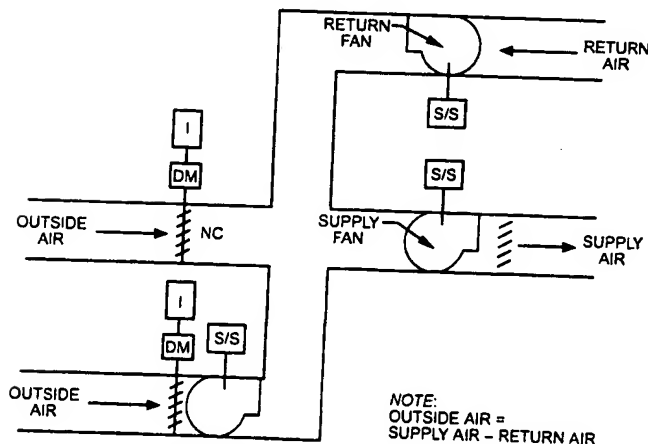 RETURN
FAN
RETURN
AIR
S/S
I
S/S
DM
OUTSIDE
AIR
NC
SUPPLY
FAN
SUPPLY
AIR
I
DM
S/S
OUTSIDE
AIR
NOTE:
OUTSIDE AIR =
SUPPLY AIR – RETURN AIR